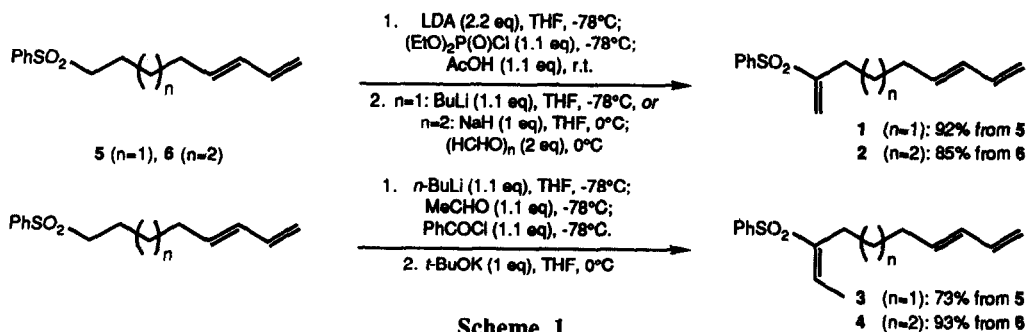 1. LDA (2.2 eq), THF, -78°C;
(EtO)₂P(O)Cl (1.1 eq), -78°C;
AcOH (1.1 eq), r.t.
2. n=1: BuLi (1.1 eq), THF, -78°C, or
n=2: NaH (1 eq), THF, 0°C;
(HCHO)ₙ (2 eq), 0°C
PhSO₂
n
5 (n=1), 6 (n=2)
PhSO₂
n
1 (n=1): 92% from 5
2 (n=2): 85% from 6
1. n-BuLi (1.1 eq), THF, -78°C;
MeCHO (1.1 eq), -78°C;
PhCOCl (1.1 eq), -78°C.
2. t-BuOK (1 eq), THF, 0°C
PhSO₂
n
PhSO₂
n
3 (n=1): 73% from 5
4 (n=2): 93% from 6
Scheme 1